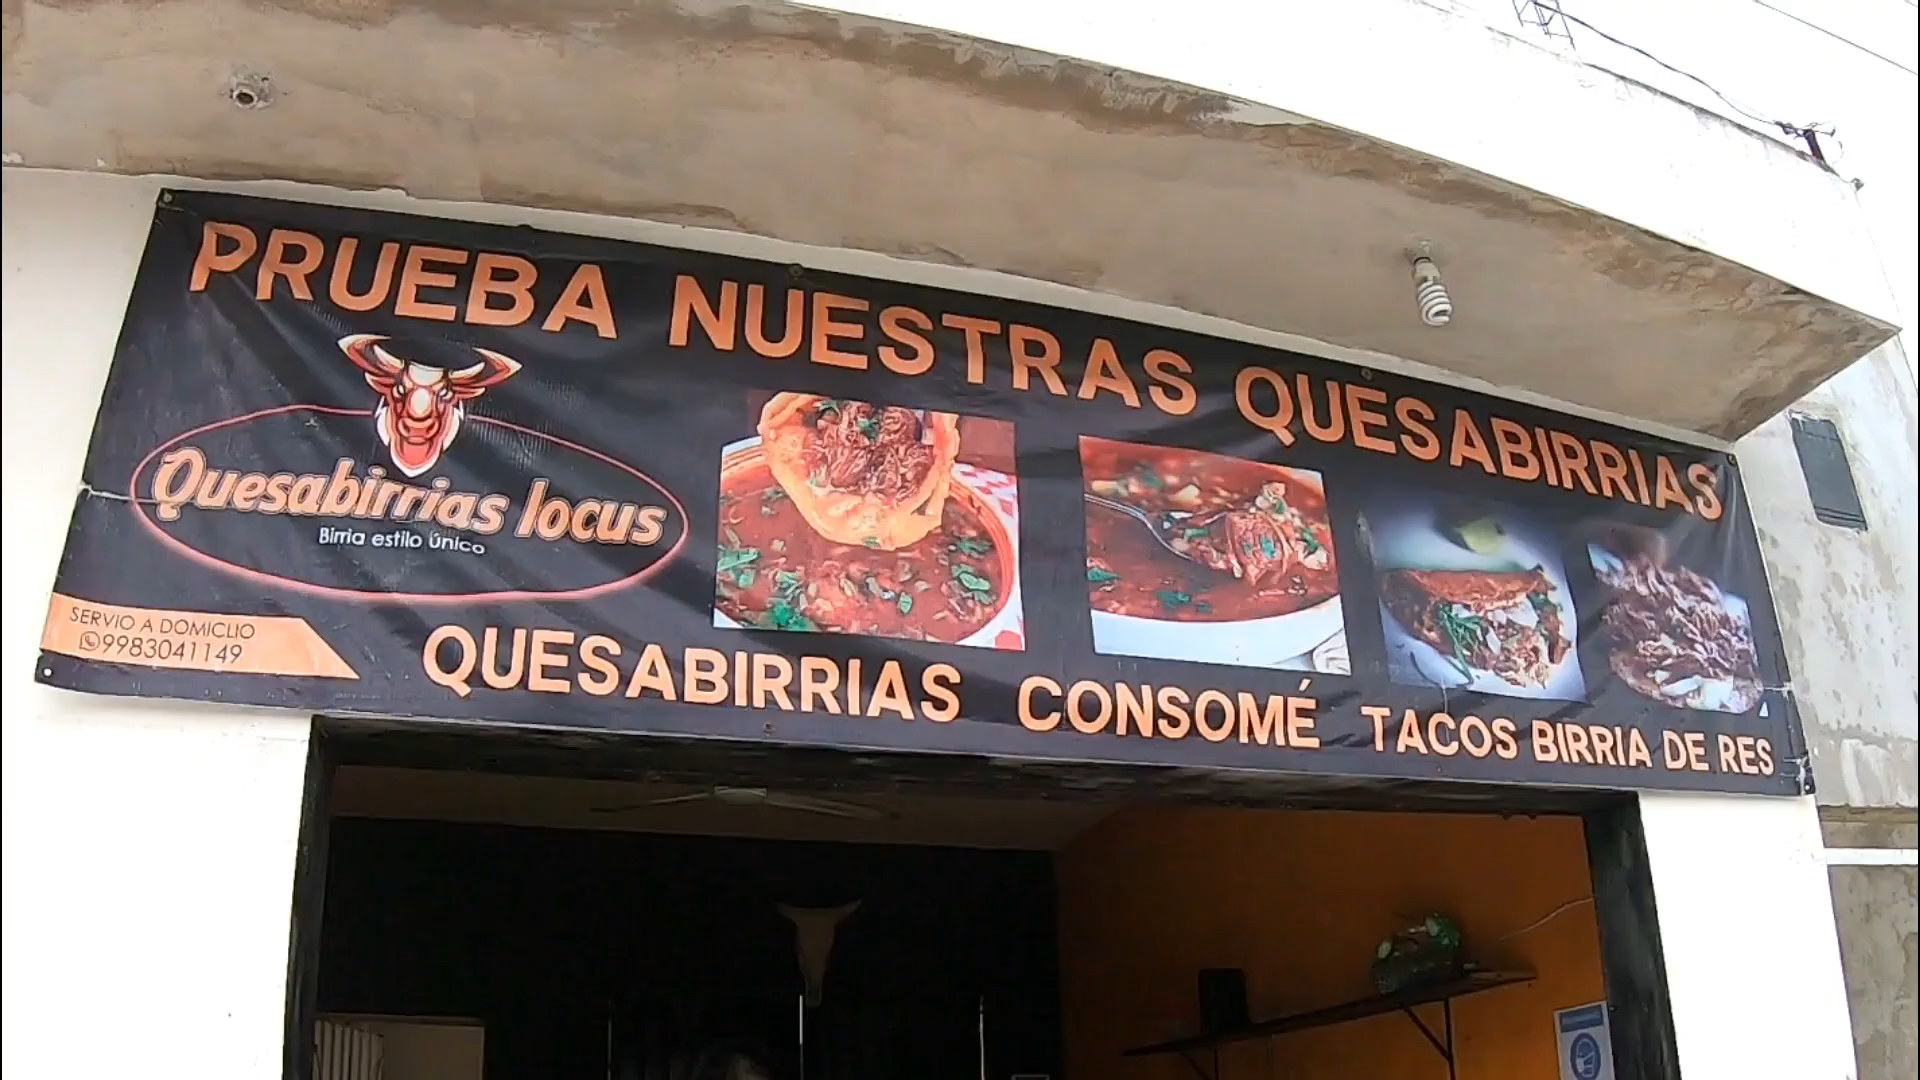 PRUEBA NUESTRAS QUESABIRRIAS
Quesabirrias locus
Birria estilo único
SERVIO A DOMICLIO
9983041149
QUESABIRRIAS CONSOMÉ TACOS BIRRIA DE RES